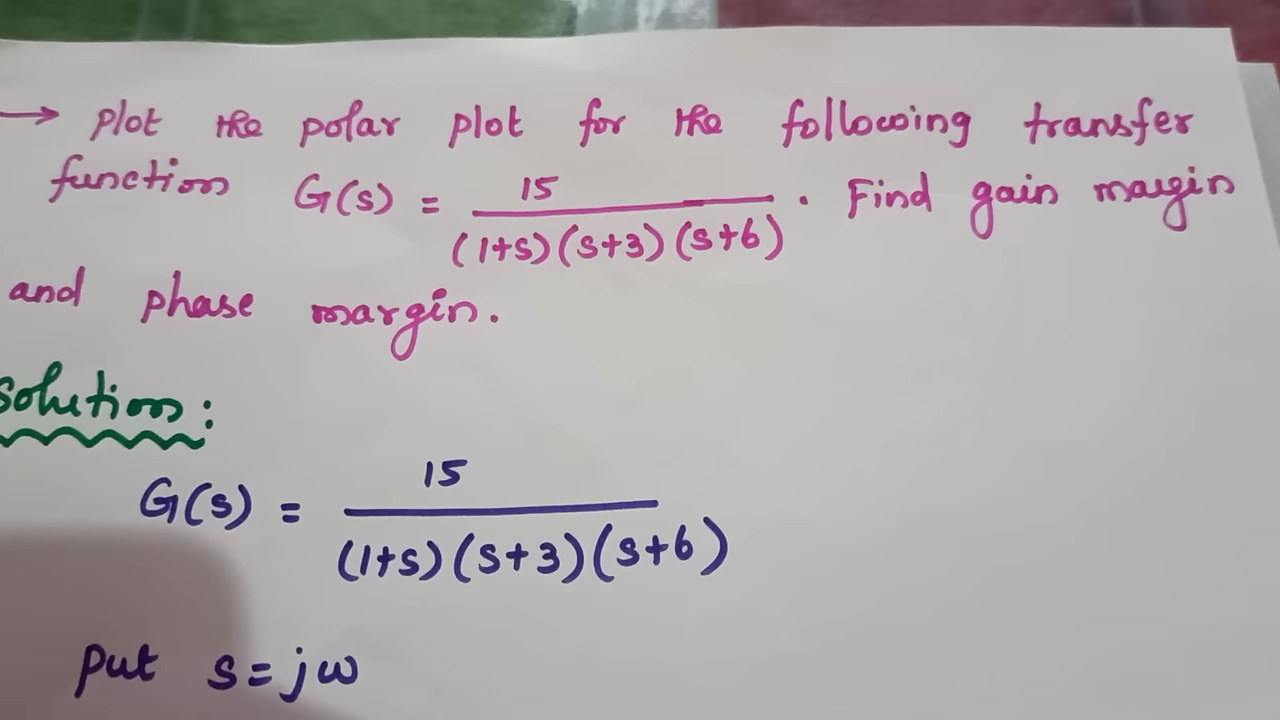 → Plot the polar plot for the following transfer
function G(s) = 15 / (1+s)(s+3)(s+6) . Find gain margin
and phase margin.
Solution:
G(s) = 15 / (1+s)(s+3)(s+6)
Put s=jω